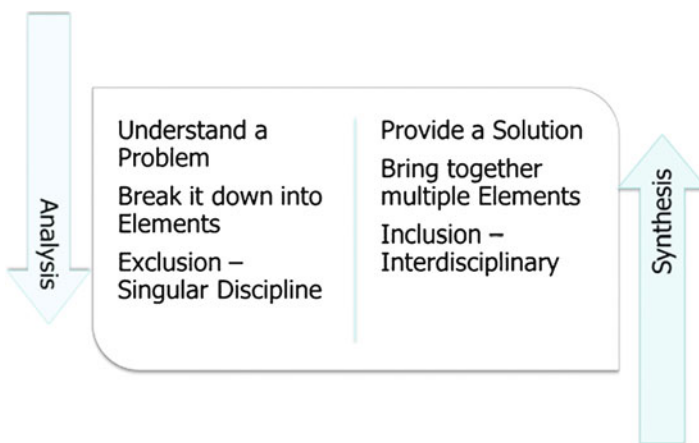 Analysis
Understand a
Problem
Break it down into
Elements
Exclusion –
Singular Discipline
Provide a Solution
Bring together
multiple Elements
Inclusion –
Interdisciplinary
Synthesis